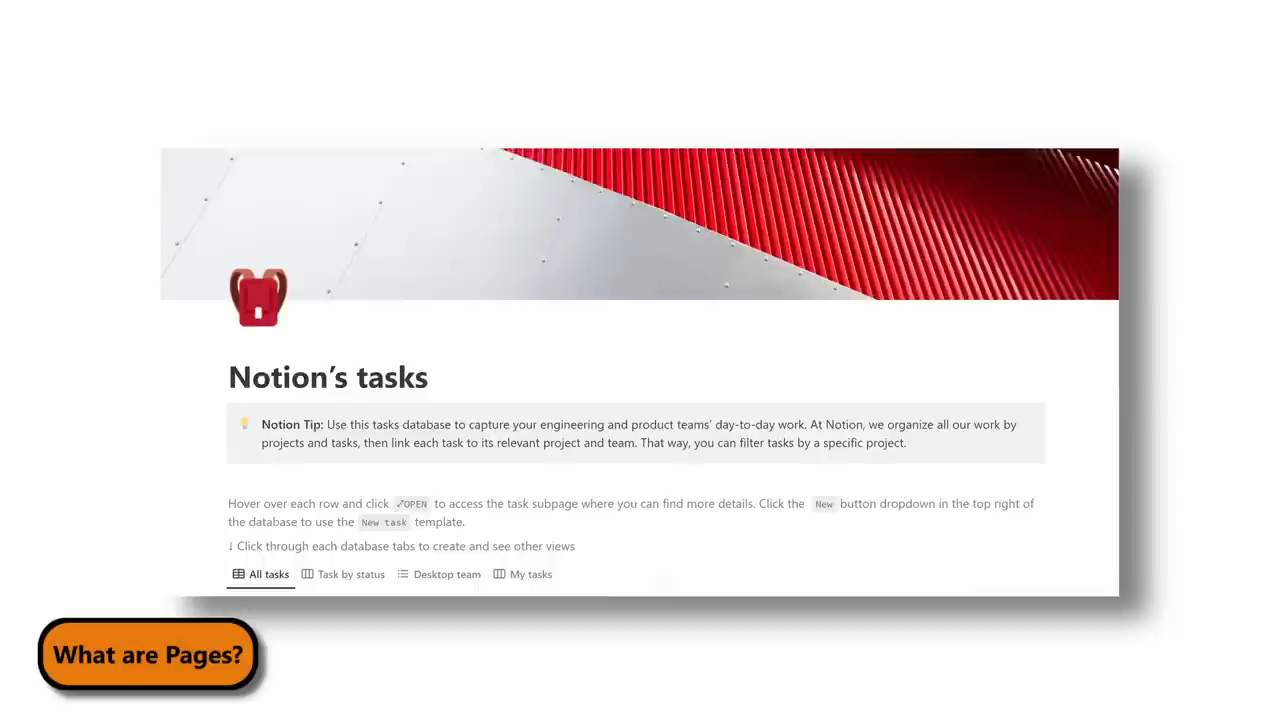 Notion’s tasks
Notion Tip: Use this tasks database to capture your engineering and product teams’ day-to-day work. At Notion, we organize all our work by
projects and tasks, then link each task to its relevant project and team. That way, you can filter tasks by a specific project.
Hover over each row and click ⤢OPEN to access the task subpage where you can find more details. Click the New button dropdown in the top right of
the database to use the New task template.
↓ Click through each database tabs to create and see other views
All tasks Task by status Desktop team My tasks
What are Pages?